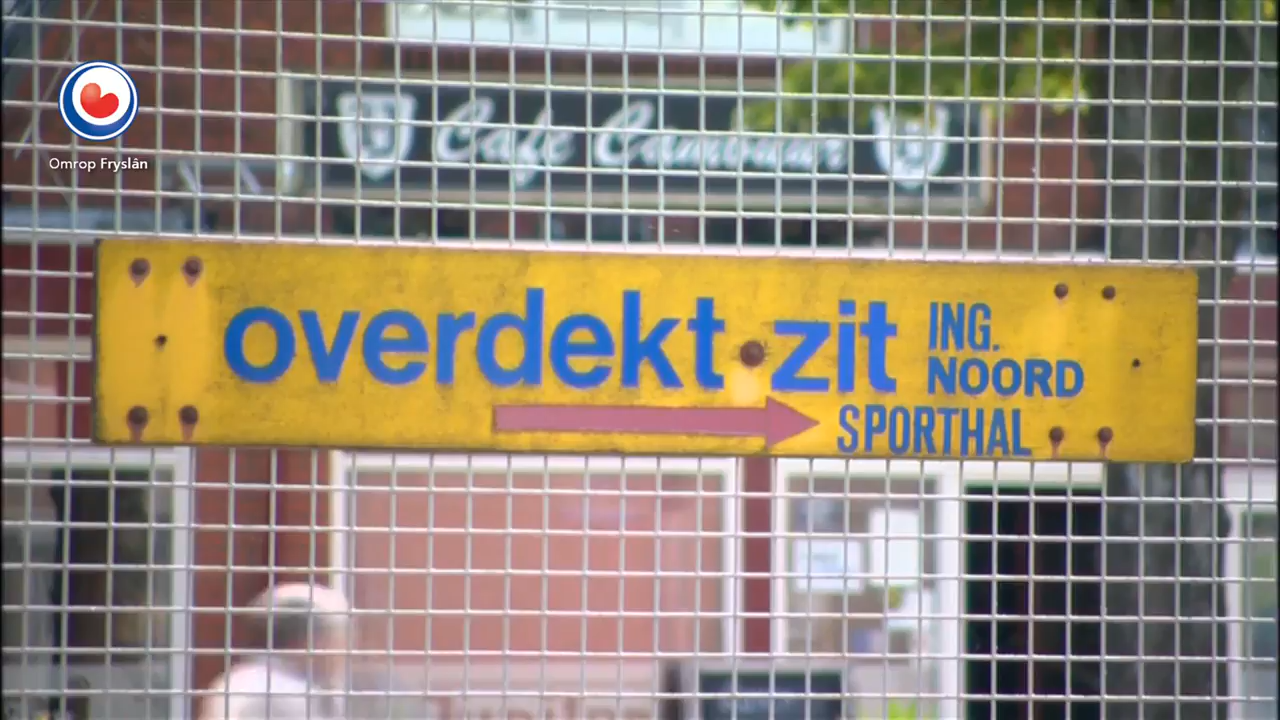 Omrop Fryslân
Cafe Cambuur
overdekt zit
ING.
NOORD
SPORTHAL